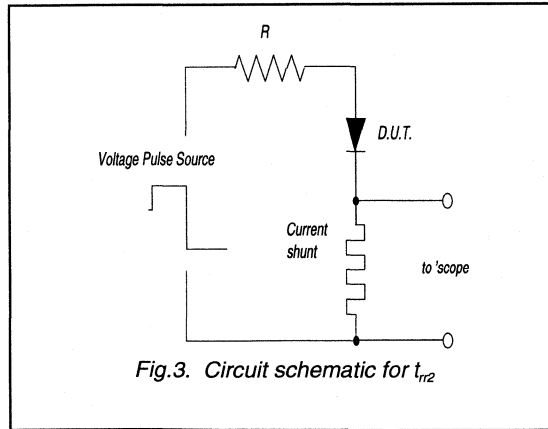 R
D.U.T.
Voltage Pulse Source
Current
shunt
to 'scope
Fig.3. Circuit schematic for trr2